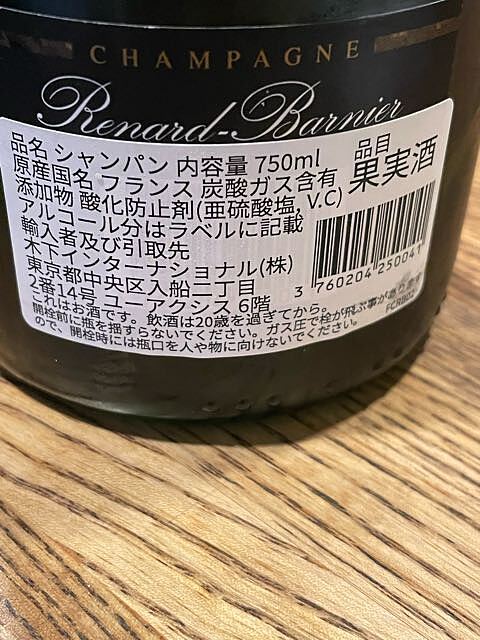 CHAMPAGNE
Renard-Barnier
品名 シャンパン 内容量 750ml
原産国名 フランス 炭酸ガス含有
添加物 酸化防止剤(亜硫酸塩, V.C)
アルコール分はラベルに記載
輸入者及び引取先
木下インターナショナル(株)
東京都中央区入船二丁目
2番14号 ユーアクシス 6階
これはお酒です。飲酒は20歳を過ぎてから。
開栓前に瓶を揺すらないでください。ガス圧で栓が飛ぶ事が有ります
ので、開栓時には瓶口を人や物に向けないでください。
品目
果実酒
3 760204 250041